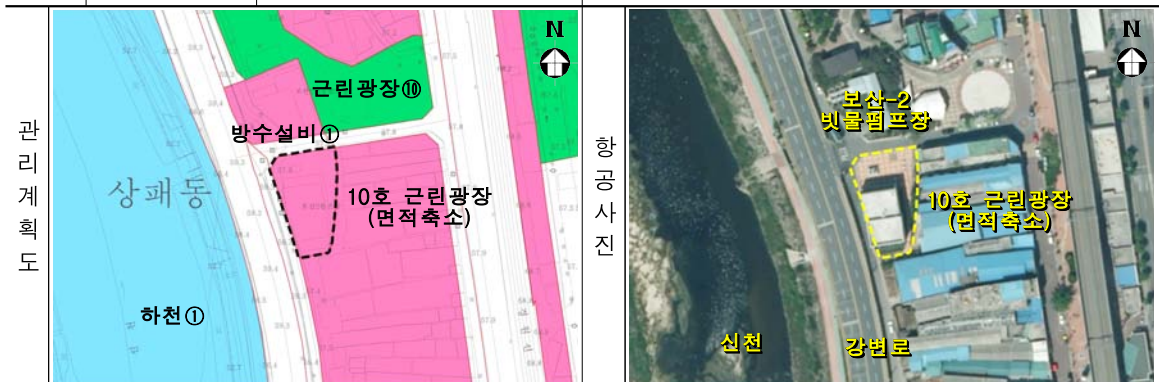 관리계획도
N
근린광장⑩
방수설비①
상패동
10호 근린광장
(면적축소)
하천①
항공사진
N
보산-2
빗물펌프장
10호 근린광장
(면적축소)
신천
강변로